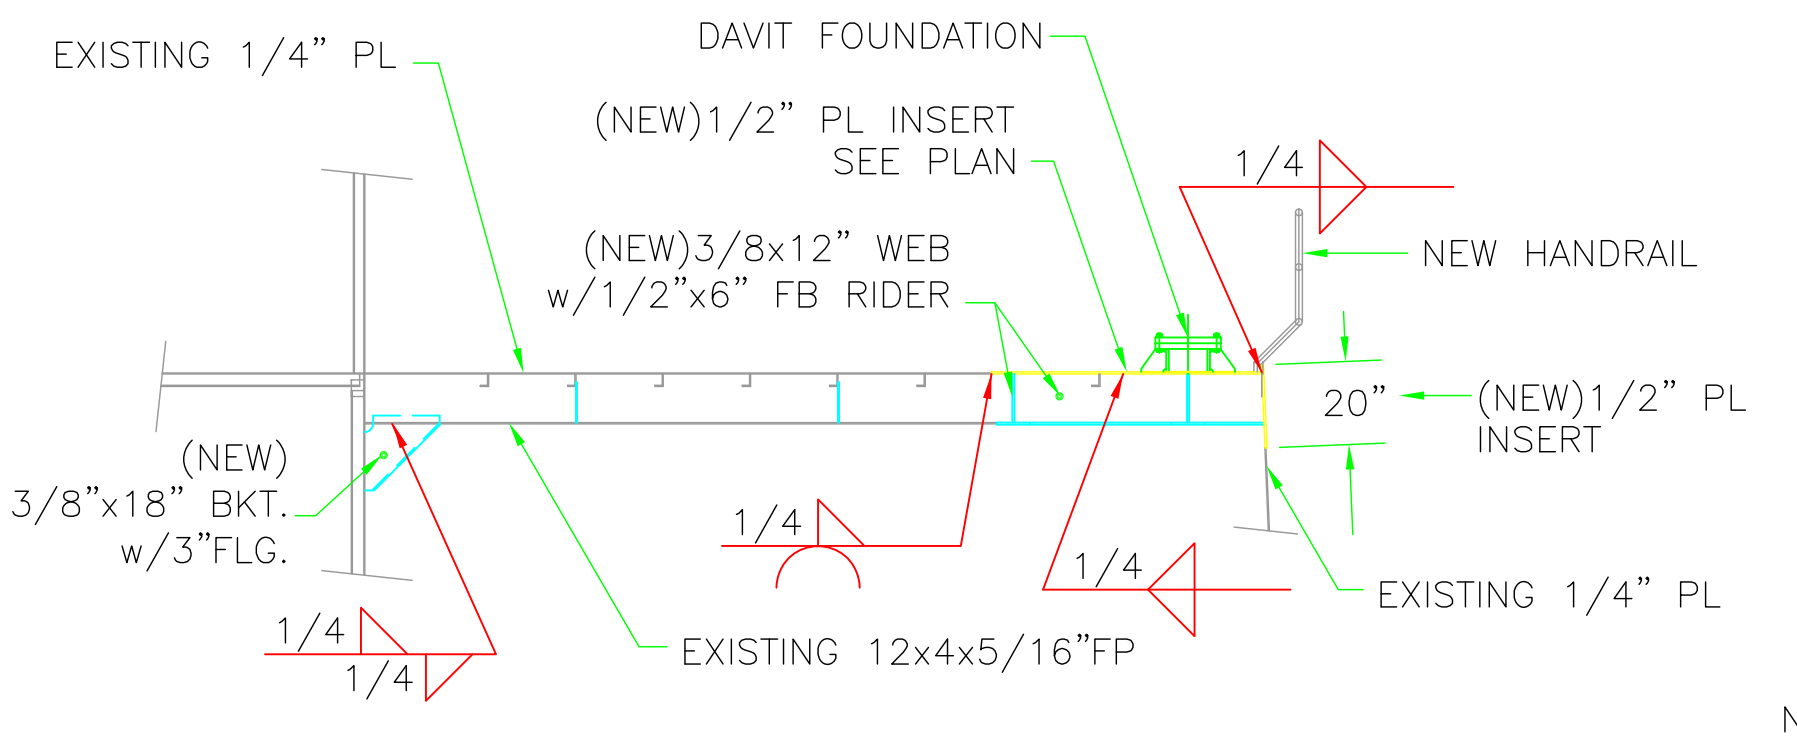 EXISTING 1/4" PL
DAVIT FOUNDATION
(NEW)1/2" PL INSERT
SEE PLAN
1/4
(NEW)3/8x12" WEB
w/1/2"x6" FB RIDER
NEW HANDRAIL
20"
(NEW)1/2" PL
INSERT
(NEW)
3/8"x18" BKT.
w/3"FLG.
1/4
1/4
EXISTING 1/4" PL
1/4
1/4
EXISTING 12x4x5/16"FP